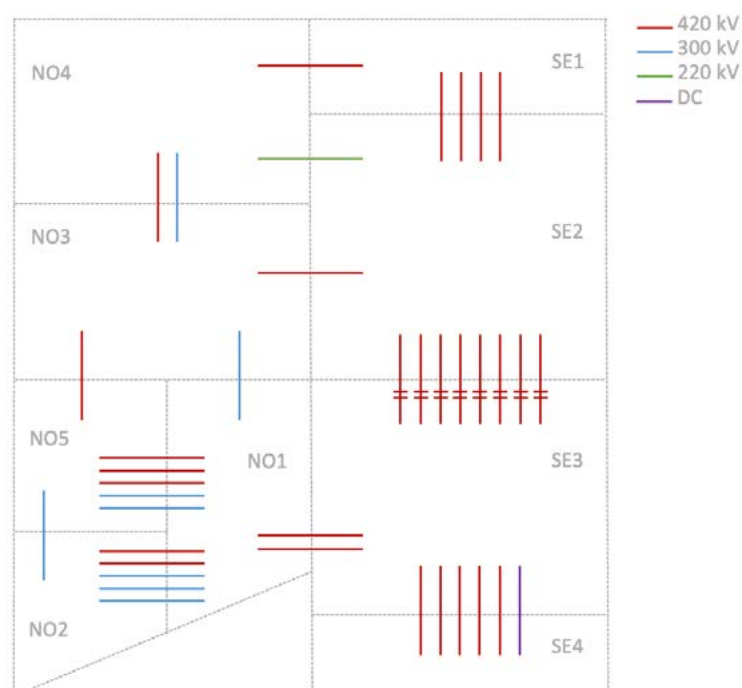 420 kV
300 kV
220 kV
DC
NO4
SE1
NO3
SE2
NO5
NO1
SE3
NO2
SE4